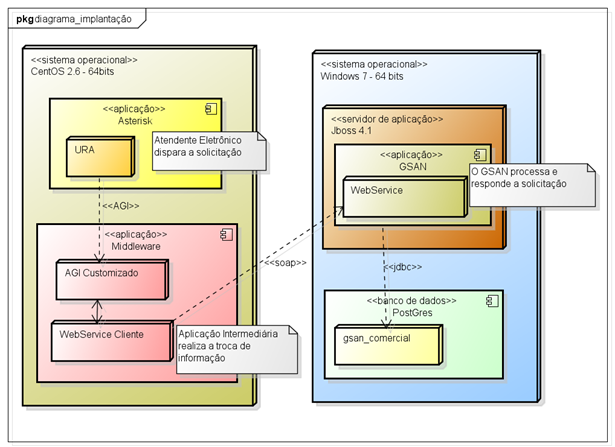 pkg diagrama_implantação
<<sistema operacional>>
CentOS 2.6 - 64bits
<<aplicação>>
Asterisk
URA
Atendente Eletrônico
dispara a solicitação
<<AGI>>
<<aplicação>>
Middleware
AGI Customizado
WebService Cliente
Aplicação Intermediária
realiza a troca de
informação
<<soap>>
<<sistema operacional>>
Windows 7 - 64 bits
<<servidor de aplicação>>
Jboss 4.1
<<aplicação>>
GSAN
WebService
O GSAN processa e
responde a solicitação
<<jdbc>>
<<banco de dados>>
PostGres
gsan_comercial